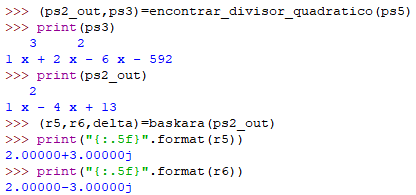 >>> (ps2_out,ps3)=encontrar_divisor_quadratico(ps5)
>>> print(ps3)
   3     2
1 x + 2 x - 6 x - 592
>>> print(ps2_out)
   2
1 x - 4 x + 13
>>> (r5,r6,delta)=baskara(ps2_out)
>>> print("{:.5f}".format(r5))
2.00000+3.00000j
>>> print("{:.5f}".format(r6))
2.00000-3.00000j